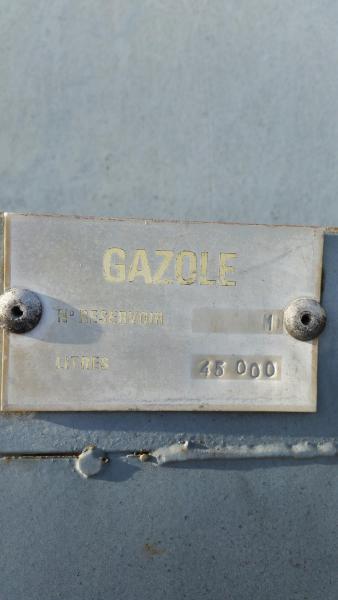 GAZOLE
N° RESERVOIR 1
LITRES 45 000